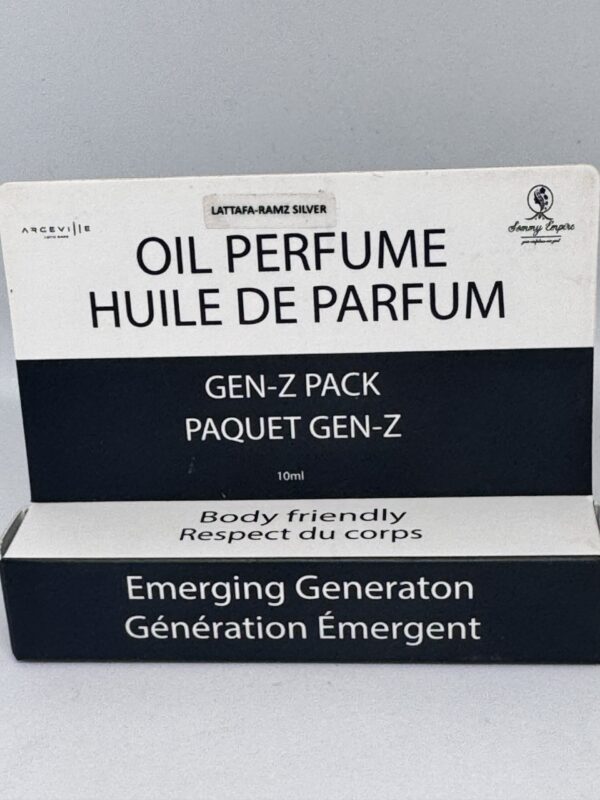 LATTAFA-RAMZ SILVER
ARCEVILLE
Sommy Empire
OIL PERFUME
HUILE DE PARFUM
GEN-Z PACK
PAQUET GEN-Z
10ml
Body friendly
Respect du corps
Emerging Generaton
Génération Émergent